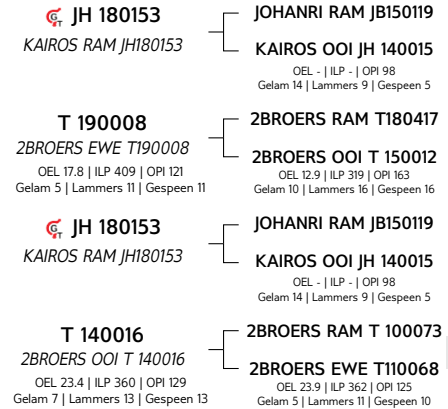 GT JH 180153
KAIROS RAM JH180153
JOHANRI RAM JB150119
KAIROS OOI JH 140015
OEL - | ILP - | OPI 98
Gelam 14 | Lammers 9 | Gespeen 5
T 190008
2BROERS EWE T190008
OEL 17.8 | ILP 409 | OPI 121
Gelam 5 | Lammers 11 | Gespeen 11
2BROERS RAM T180417
2BROERS OOI T 150012
OEL 12.9 | ILP 319 | OPI 163
Gelam 10 | Lammers 16 | Gespeen 16
GT JH 180153
KAIROS RAM JH180153
JOHANRI RAM JB150119
KAIROS OOI JH 140015
OEL - | ILP - | OPI 98
Gelam 14 | Lammers 9 | Gespeen 5
T 140016
2BROERS OOI T 140016
OEL 23.4 | ILP 360 | OPI 129
Gelam 7 | Lammers 13 | Gespeen 13
2BROERS RAM T 100073
2BROERS EWE T110068
OEL 23.9 | ILP 362 | OPI 125
Gelam 5 | Lammers 11 | Gespeen 10